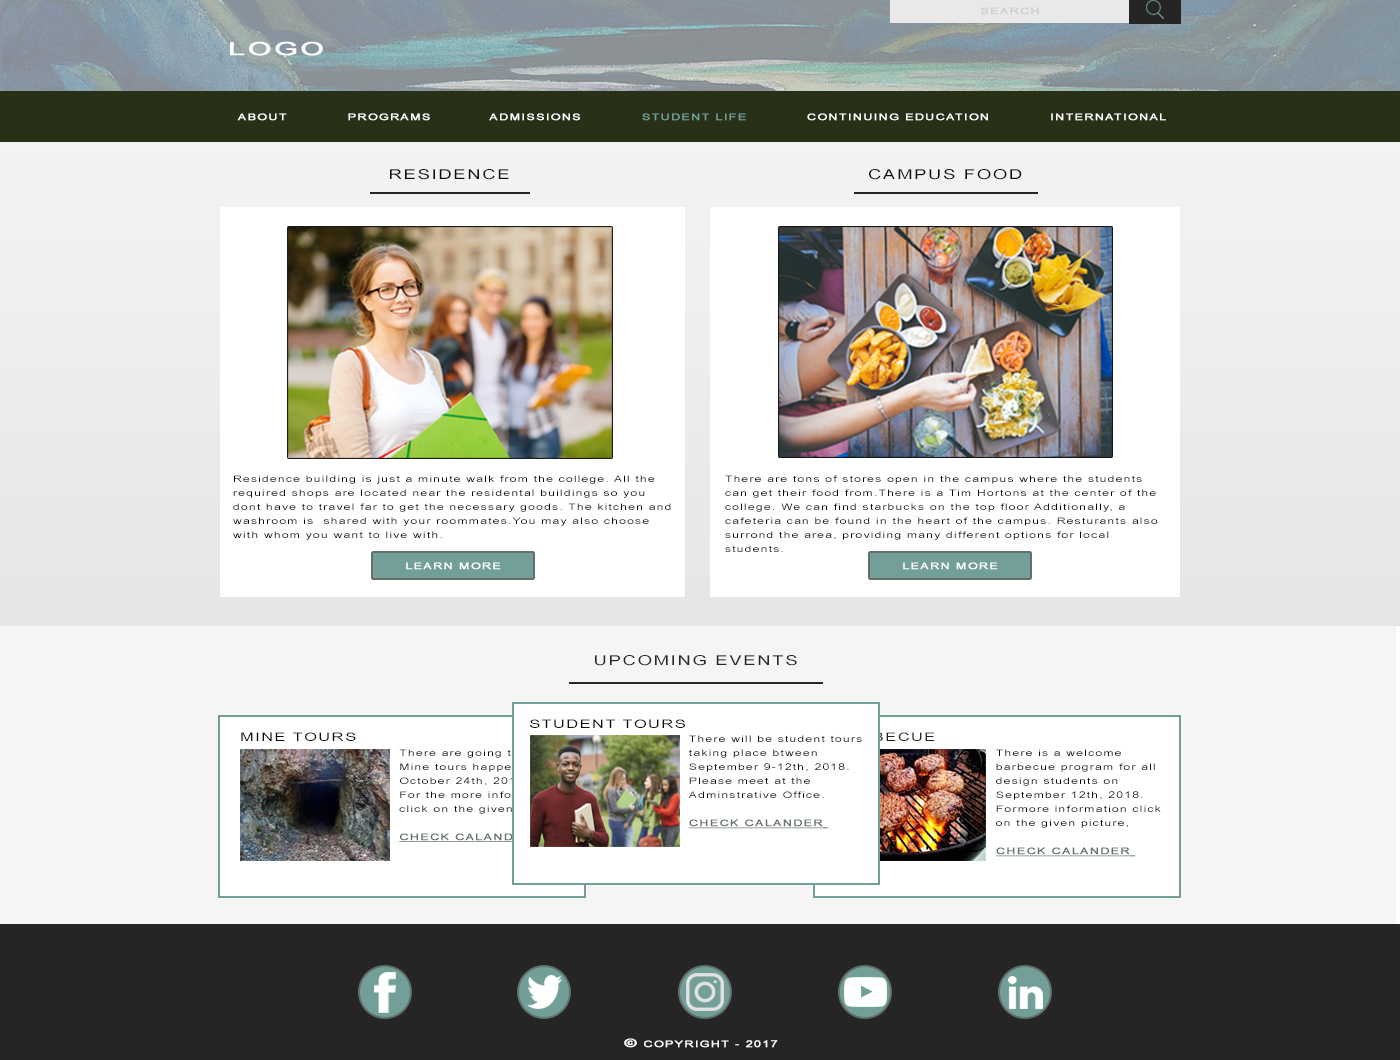 SEARCH
LOGO
ABOUT PROGRAMS ADMISSIONS STUDENT LIFE CONTINUING EDUCATION INTERNATIONAL
RESIDENCE
Residence building is just a minute walk from the college. All the
required shops are located near the residental buildings so you
dont have to travel far to get the necessary goods. The kitchen and
washroom is  shared with your roommates.You may also choose
with whom you want to live with.
LEARN MORE
CAMPUS FOOD
There are tons of stores open in the campus where the students
can get their food from.There is a Tim Hortons at the center of the
college. We can find starbucks on the top floor Additionally, a
cafeteria can be found in the heart of the campus. Resturants also
surrond the area, providing many different options for local
students.
LEARN MORE
UPCOMING EVENTS
MINE TOURS
There are going t
Mine tours happe
October 24th, 201
For the more info
click on the given
CHECK CALAND
STUDENT TOURS
There will be student tours
taking place btween
September 9-12th, 2018.
Please meet at the
Adminstrative Office.
CHECK CALANDER
BECUE
There is a welcome
barbecue program for all
design students on
September 12th, 2018.
Formore information click
on the given picture,
CHECK CALANDER
© COPYRIGHT - 2017